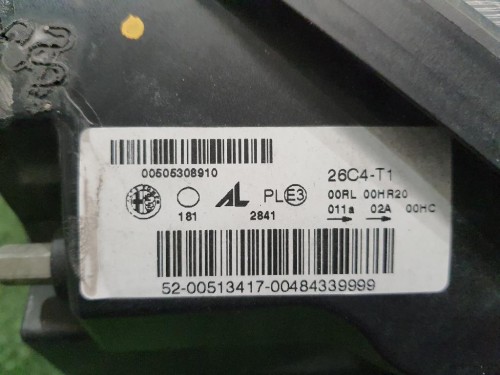 00505308910
26C4-T1
00RL 00HR20
AL PL E3
011a 02A 00HC
181 2841
52-00513417-00484339999